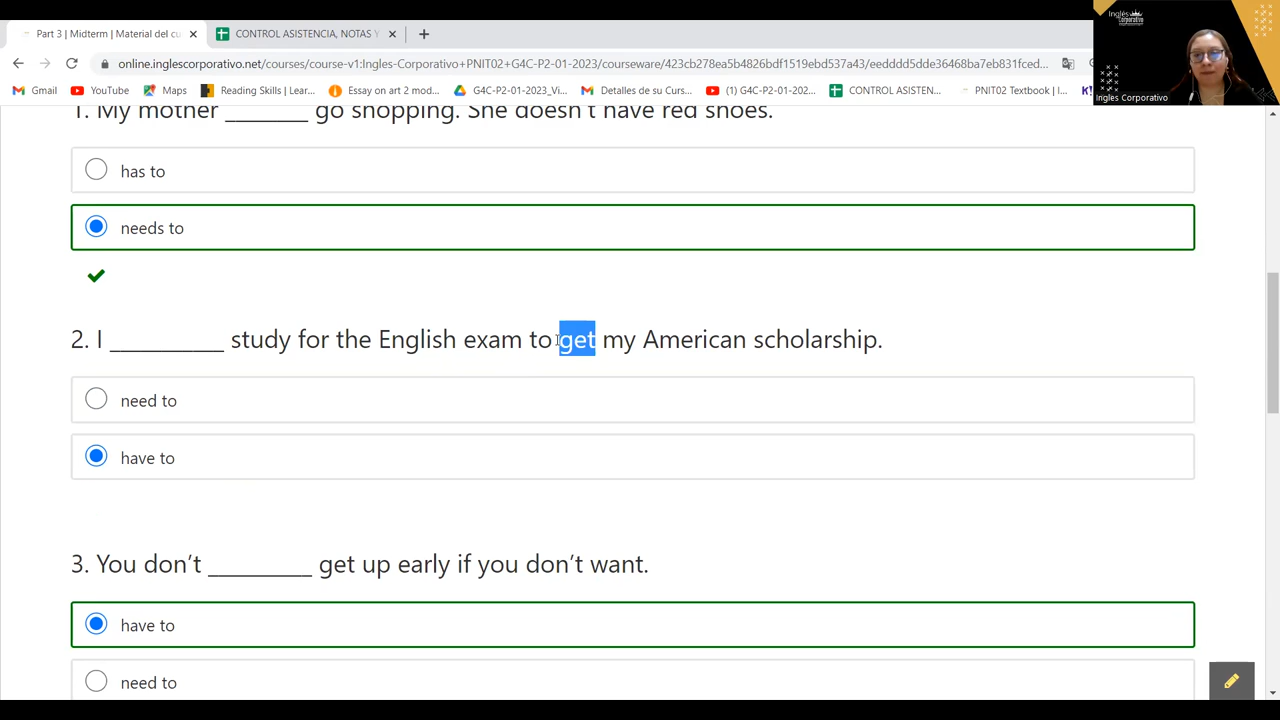 Part 3 | Midterm | Material del cu
CONTROL ASISTENCIA, NOTAS Y
Inglés
Corporativo
online.inglescorporativo.net/courses/course-v1:Ingles-Corporativo+PNIT02+G4C-P2-01-2023/courseware/423cb278ea5b4826bdf1519ebd537a43/eedddd5dde36468ba7eb831fced...
Gmail
YouTube
Maps
Reading Skills | Lear...
Essay on art 2 mod...
G4C-P2-01-2023_Vi...
Detalles de su Curs...
(1) G4C-P2-01-202...
CONTROL ASISTEN...
PNIT02 Textbook | I...
Ingles Corporativo
1. My mother ________ go shopping. She doesn't have red shoes.
has to
needs to
2. I ___________ study for the English exam to get my American scholarship.
need to
have to
3. You don't __________ get up early if you don't want.
have to
need to